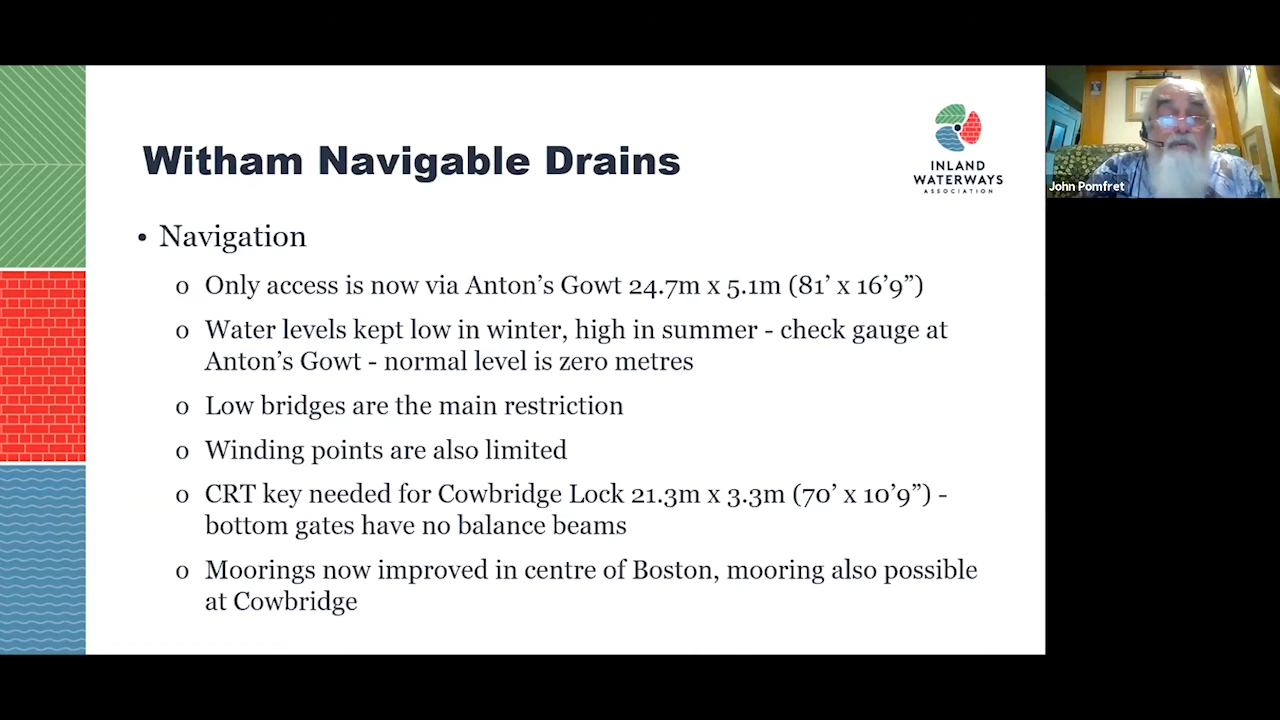 Witham Navigable Drains
INLAND
WATERWAYS
ASSOCIATION
John Pomfret
• Navigation
o Only access is now via Anton’s Gowt 24.7m x 5.1m (81’ x 16’9”)
o Water levels kept low in winter, high in summer - check gauge at
Anton’s Gowt - normal level is zero metres
o Low bridges are the main restriction
o Winding points are also limited
o CRT key needed for Cowbridge Lock 21.3m x 3.3m (70’ x 10’9”) -
bottom gates have no balance beams
o Moorings now improved in centre of Boston, mooring also possible
at Cowbridge